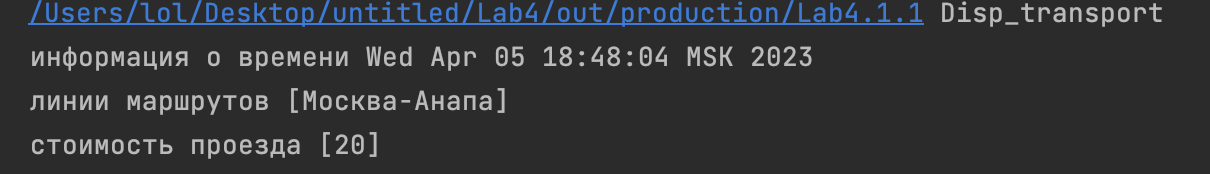 /Users/lol/Desktop/untitled/Lab4/out/production/Lab4.1.1 Disp_transport
информация о времени Wed Apr 05 18:48:04 MSK 2023
линии маршрутов [Москва-Анапа]
стоимость проезда [20]